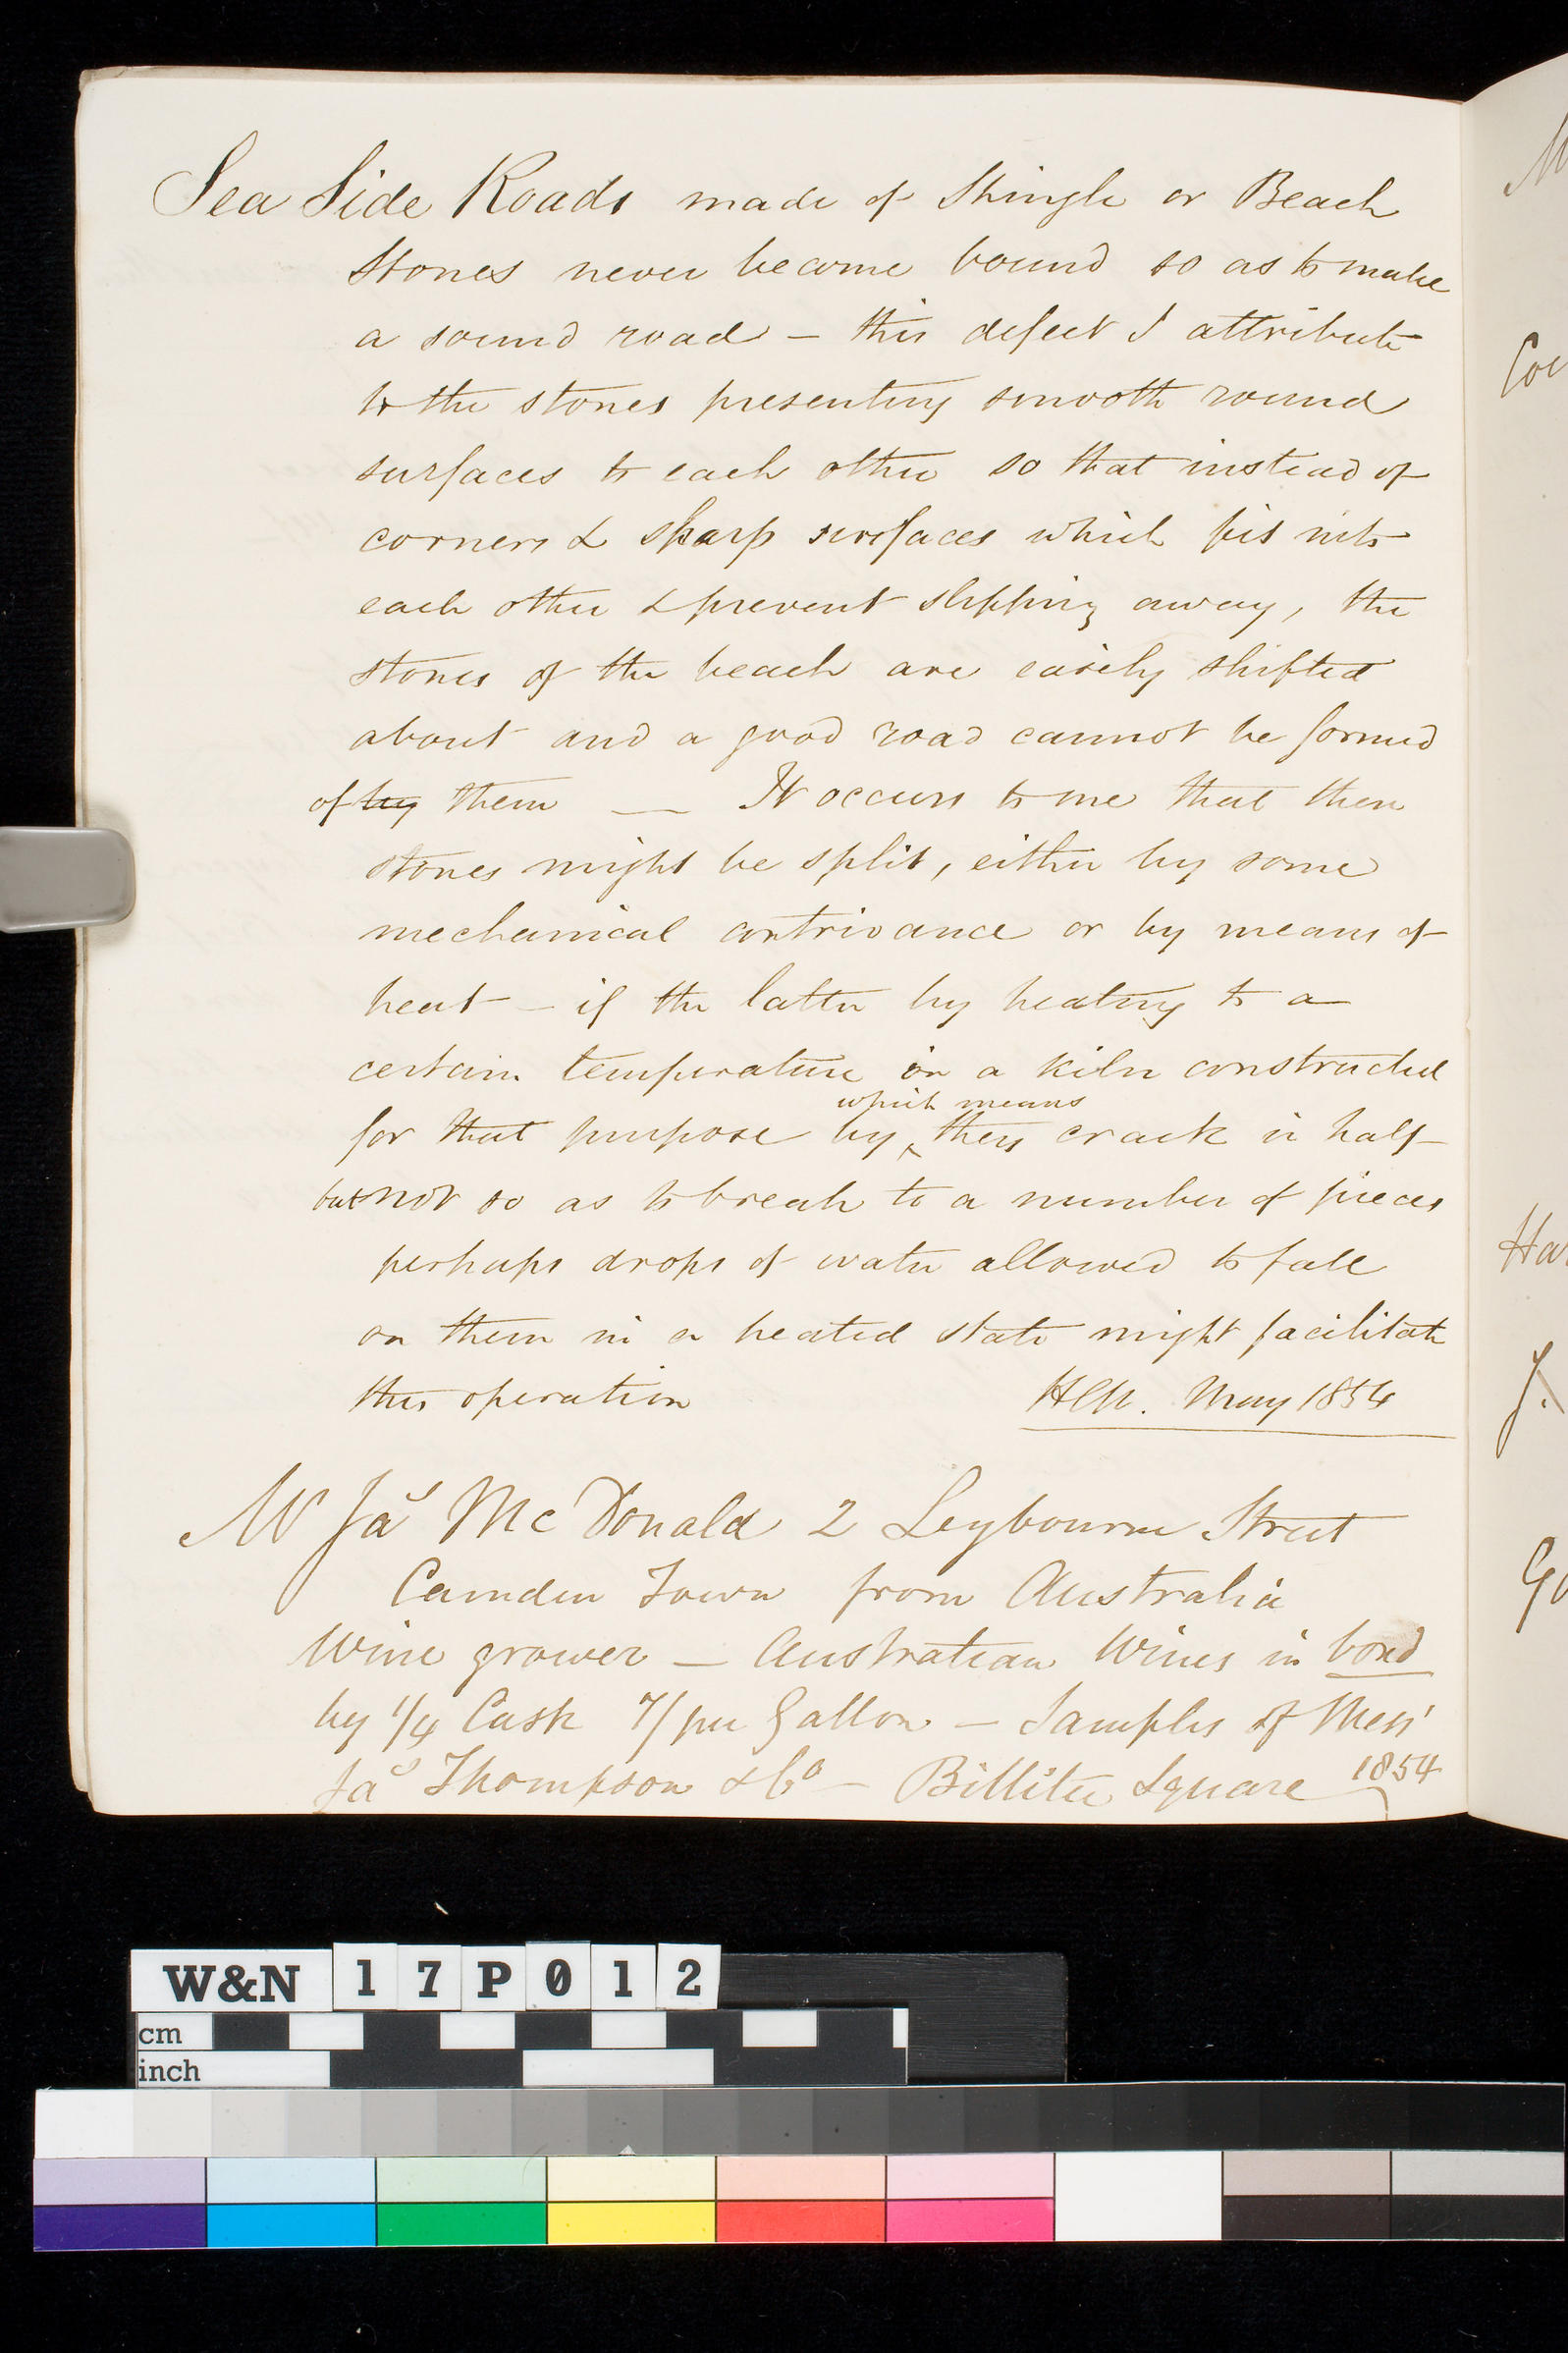 Sea Side Roads made of Shingle or Beach
Stones never become bound so as to make
a sound road – this defect I attribute
to the stones presenting smooth round
surfaces to each other so that instead of
corners & sharp surfaces which fit into
each other & prevent slipping away, the
stones of the beach are easily shifted
about and a good road cannot be formed
of by them — It occurs to me that these
stones might be split, either by some
mechanical contrivance or by means of
heat – if the latter by heating to a
certain temperature in a kiln constructed
which means
for that purpose by ‸ they crack in half
but not so as to break to a number of pieces
perhaps drops of water allowed to fall
on them in a heated state might facilitate
this operation
HCN. May 1854
Mr Jas McDonald 2 Leybourne Street
Camden Town from Australia
Wine grower – Australian Wines in bond
by 1/4 Cask 7/ per Gallon – Samples of Messrs
Jas Thompson & Co – Billiter Square 1854
M
Cou
Ha
J.
Go
W&N 17P012
cm
inch